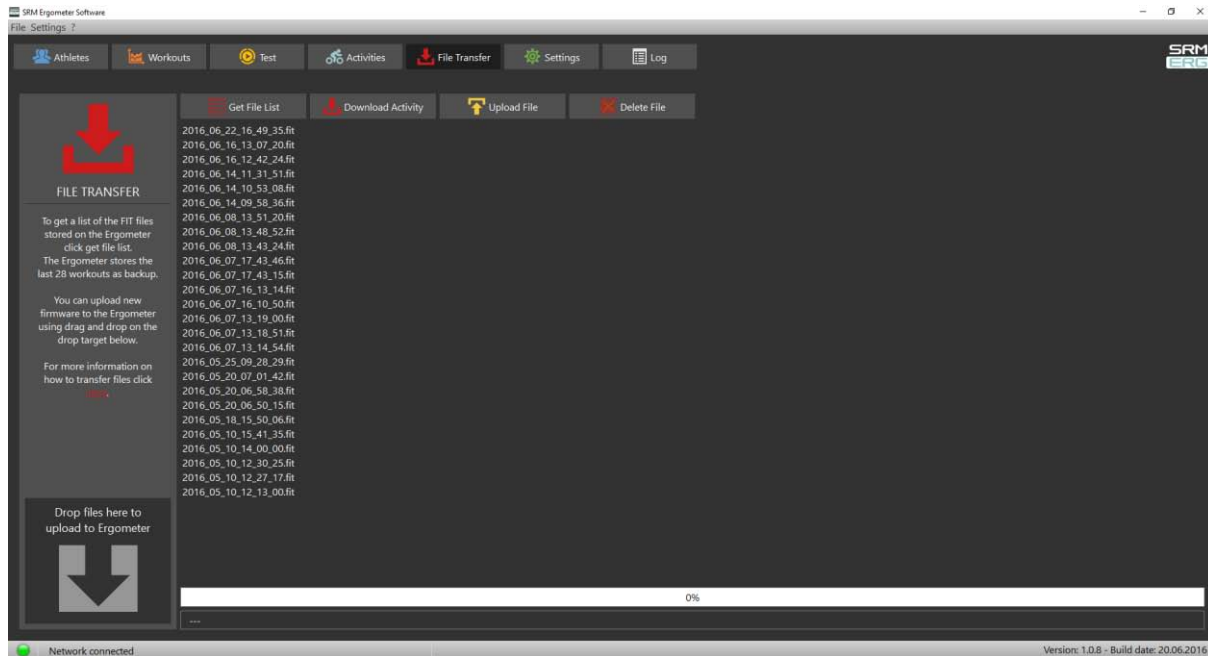 SRM Ergometer Software
File Settings ?
Athletes
Workouts
Test
Activities
File Transfer
Settings
Log
SRM
ERG
Get File List
Download Activity
Upload File
Delete File
FILE TRANSFER
To get a list of the FIT files
stored on the Ergometer
click get file list.
The Ergometer stores the
last 28 workouts as backup.
You can upload new
firmware to the Ergometer
using drag and drop on the
drop target below.
For more information on
how to transfer files click
2016_06_22_16_49_35.fit
2016_06_16_13_07_20.fit
2016_06_16_12_42_24.fit
2016_06_14_11_31_51.fit
2016_06_14_10_53_08.fit
2016_06_14_09_58_36.fit
2016_06_08_13_51_20.fit
2016_06_08_13_48_52.fit
2016_06_08_13_43_24.fit
2016_06_07_17_43_46.fit
2016_06_07_17_43_15.fit
2016_06_07_16_13_14.fit
2016_06_07_16_10_50.fit
2016_06_07_13_19_00.fit
2016_06_07_13_18_51.fit
2016_06_07_13_14_54.fit
2016_05_25_09_28_29.fit
2016_05_20_07_01_42.fit
2016_05_20_06_58_38.fit
2016_05_20_06_50_15.fit
2016_05_18_15_50_06.fit
2016_05_10_15_41_35.fit
2016_05_10_14_00_00.fit
2016_05_10_12_30_25.fit
2016_05_10_12_27_17.fit
2016_05_10_12_13_00.fit
Drop files here to
upload to Ergometer
0%
---
Network connected
Version: 1.0.8 - Build date: 20.06.2016